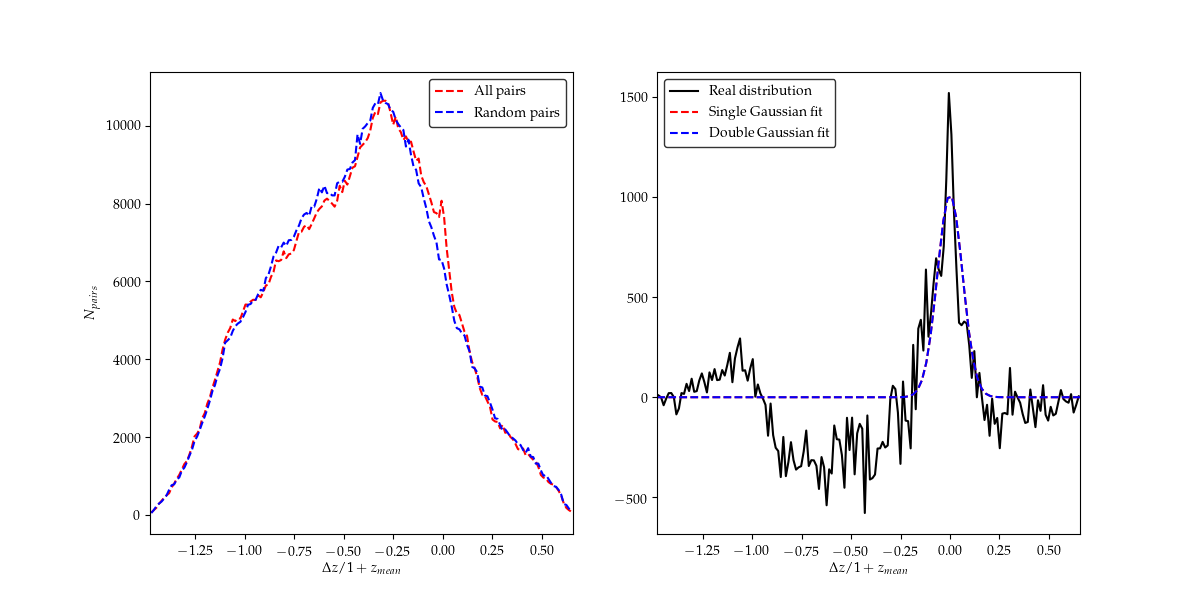 All pairs
Random pairs
10000
8000
6000
4000
2000
0
N_pairs
−1.25 −1.00 −0.75 −0.50 −0.25 0.00 0.25 0.50
Δz/1 + z_mean
Real distribution
Single Gaussian fit
Double Gaussian fit
1500
1000
500
0
−500
−1.25 −1.00 −0.75 −0.50 −0.25 0.00 0.25 0.50
Δz/1 + z_mean